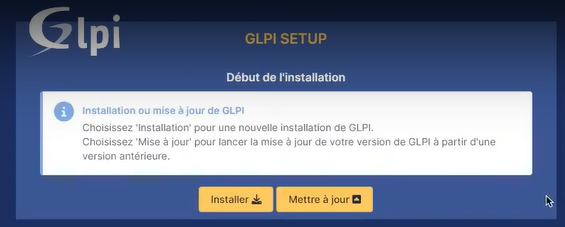 Glpi
GLPI SETUP
Début de l'installation
Installation ou mise à jour de GLPI
Choisissez 'Installation' pour une nouvelle installation de GLPI.
Choisissez 'Mise à jour' pour lancer la mise à jour de votre version de GLPI à partir d'une
version antérieure.
Installer
Mettre à jour